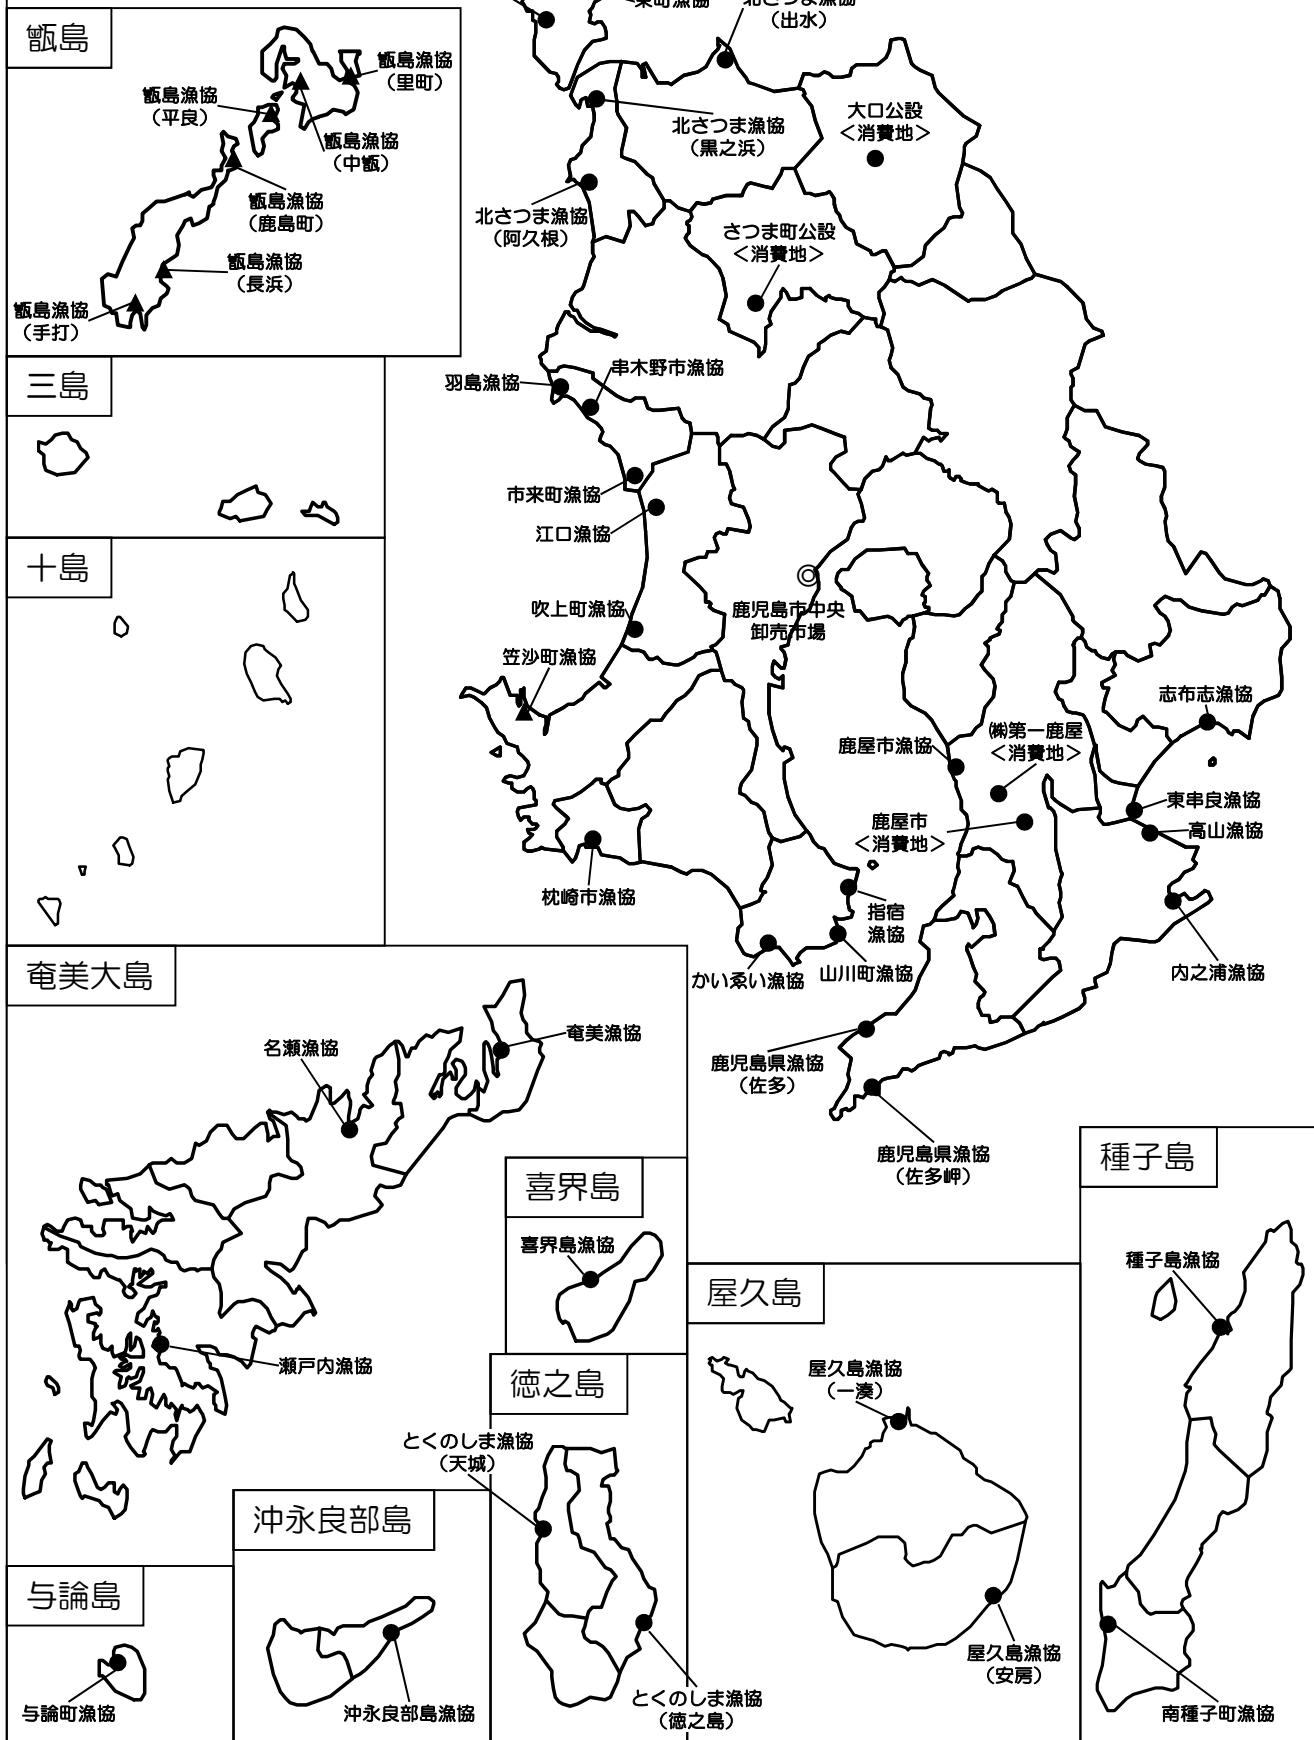 東町漁協
北さつま漁協
（出水）
甑島
甑島漁協
（里町）
甑島漁協
（平良）
甑島漁協
（中甑）
甑島漁協
（鹿島町）
甑島漁協
（長浜）
甑島漁協
（手打）
大口公設
＜消費地＞
北さつま漁協
（黒之浜）
北さつま漁協
（阿久根）
さつま町公設
＜消費地＞
三島
羽島漁協
串木野市漁協
市来町漁協
江口漁協
十島
吹上町漁協
鹿児島市中央
卸売市場
笠沙町漁協
志布志漁協
鹿屋市漁協
㈱第一鹿屋
＜消費地＞
東串良漁協
鹿屋市
＜消費地＞
高山漁協
枕崎市漁協
指宿
漁協
かいゑい漁協
山川町漁協
内之浦漁協
奄美大島
名瀬漁協
奄美漁協
鹿児島県漁協
（佐多）
鹿児島県漁協
（佐多岬）
種子島
喜界島
喜界島漁協
種子島漁協
屋久島
瀬戸内漁協
徳之島
屋久島漁協
（一湊）
とくのしま漁協
（天城）
沖永良部島
与論島
屋久島漁協
（安房）
与論町漁協
沖永良部島漁協
とくのしま漁協
（徳之島）
南種子町漁協